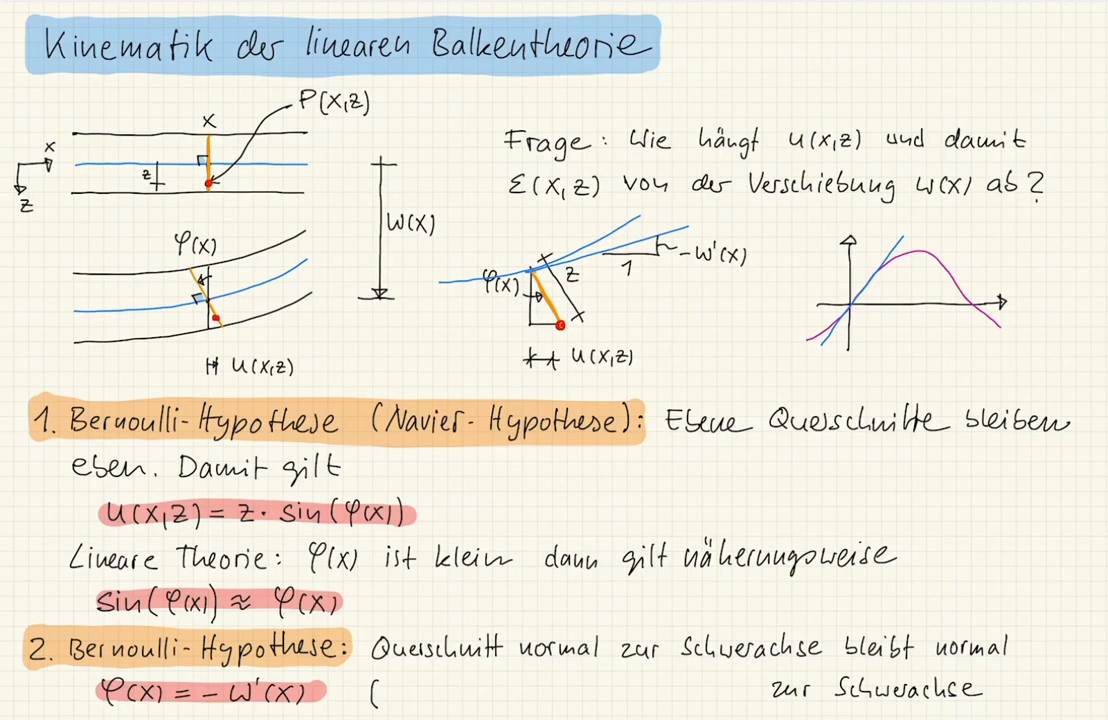 Kinematik der linearen Balkentheorie
P(x,z)
x
x
z
z
Frage: Wie hängt u(x,z) und damit
ε(x,z) von der Verschiebung w(x) ab?
w(x)
φ(x)
u(x,z)
φ(x)
z
1
-w'(x)
u(x,z)
1. Bernoulli-Hypothese (Navier-Hypothese): Ebene Querschnitte bleiben
eben. Damit gilt
u(x,z) = z · sin(φ(x))
Lineare Theorie: φ(x) ist klein dann gilt näherungsweise
sin(φ(x)) ≈ φ(x)
2. Bernoulli-Hypothese: Querschnitt normal zur Schwerachse bleibt normal
φ(x) = - w'(x) ( zur Schwerachse